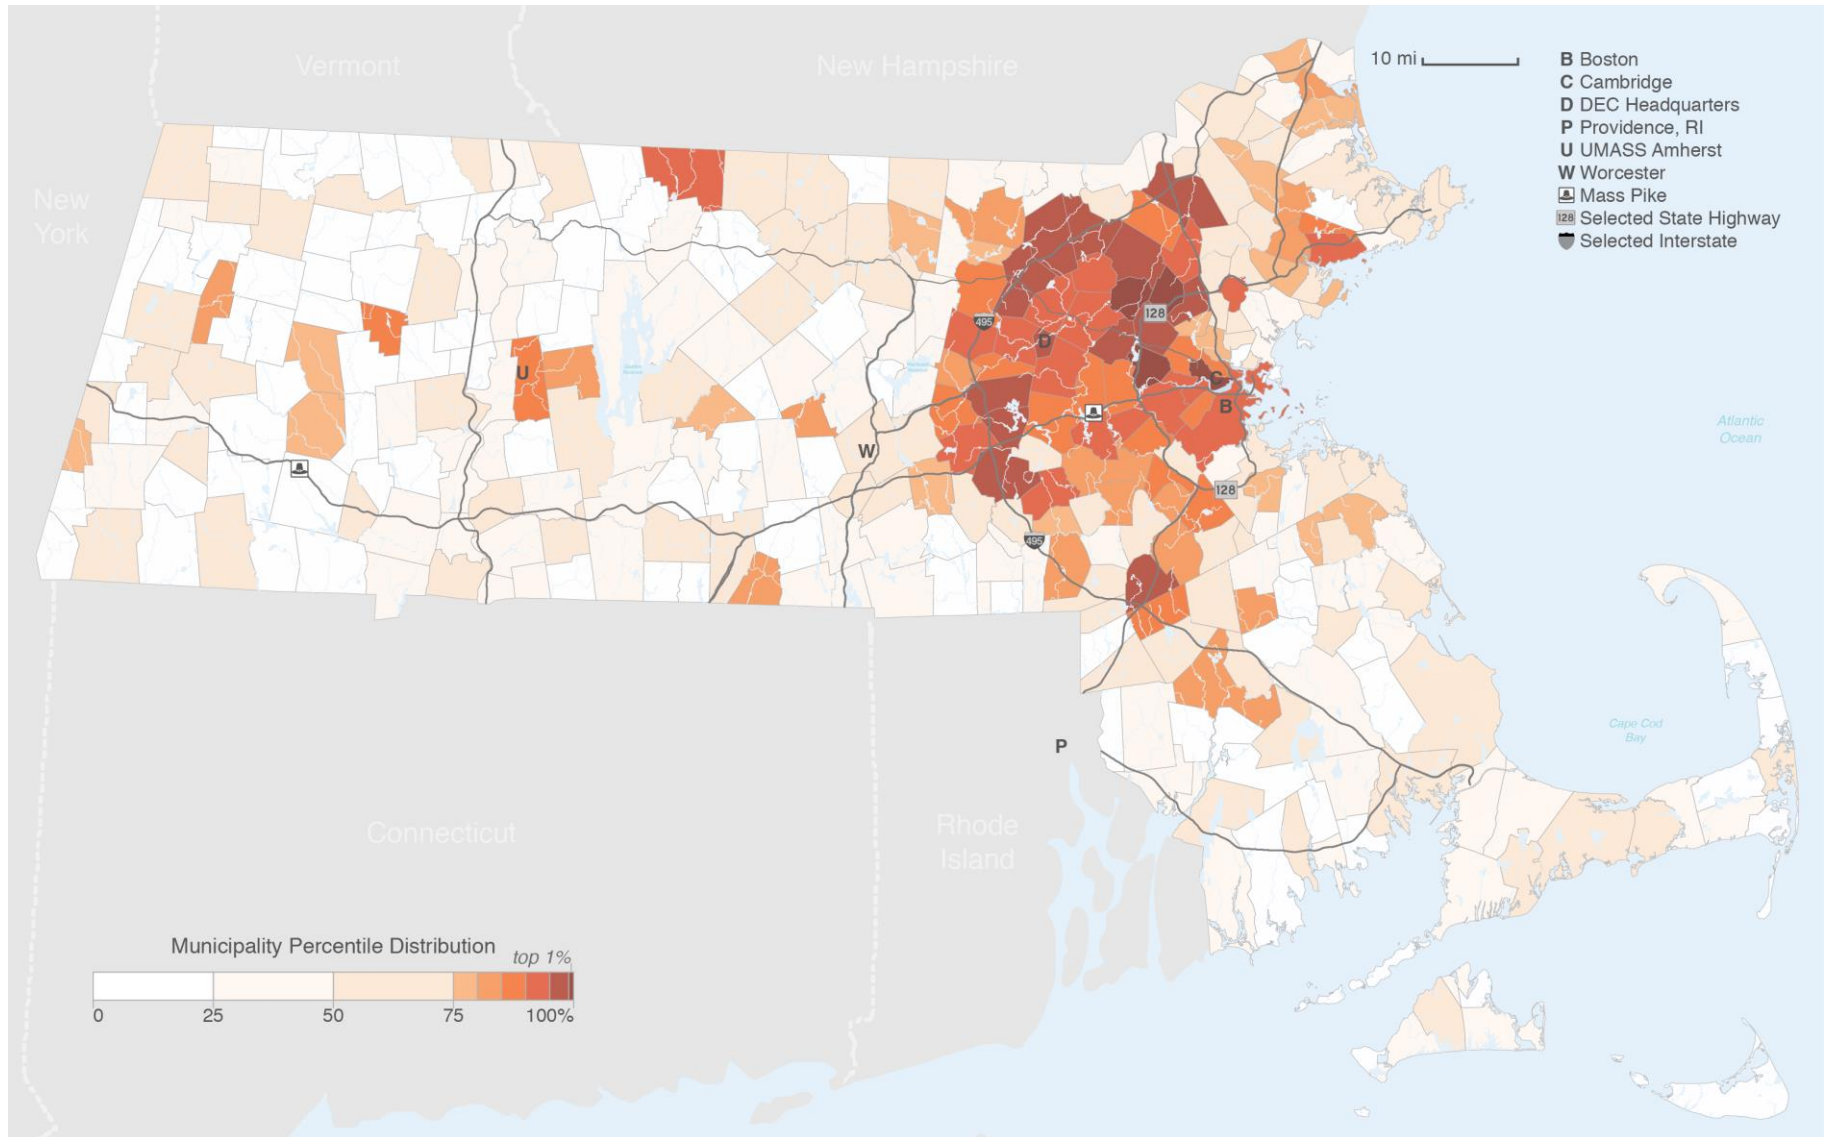 Vermont
New Hampshire
New
York
10 mi
B Boston
C Cambridge
D DEC Headquarters
P Providence, RI
U UMASS Amherst
W Worcester
Mass Pike
128 Selected State Highway
Selected Interstate
495
128
D
U
C
B
W
128
495
Atlantic
Ocean
P
Cape Cod
Bay
Connecticut
Rhode
Island
Municipality Percentile Distribution
top 1%
0 25 50 75 100%